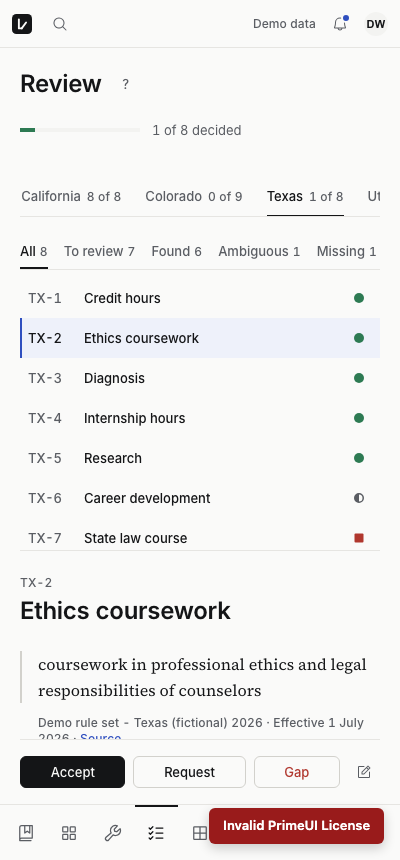 Demo data
DW
Review ?
1 of 8 decided
California 8 of 8 Colorado 0 of 9 Texas 1 of 8 Ut
All 8 To review 7 Found 6 Ambiguous 1 Missing 1
TX-1 Credit hours
TX-2 Ethics coursework
TX-3 Diagnosis
TX-4 Internship hours
TX-5 Research
TX-6 Career development
TX-7 State law course
TX-2
Ethics coursework
coursework in professional ethics and legal
responsibilities of counselors
Demo rule set - Texas (fictional) 2026 · Effective 1 July
2026 · Source
Accept Request Gap
Invalid PrimeUI License